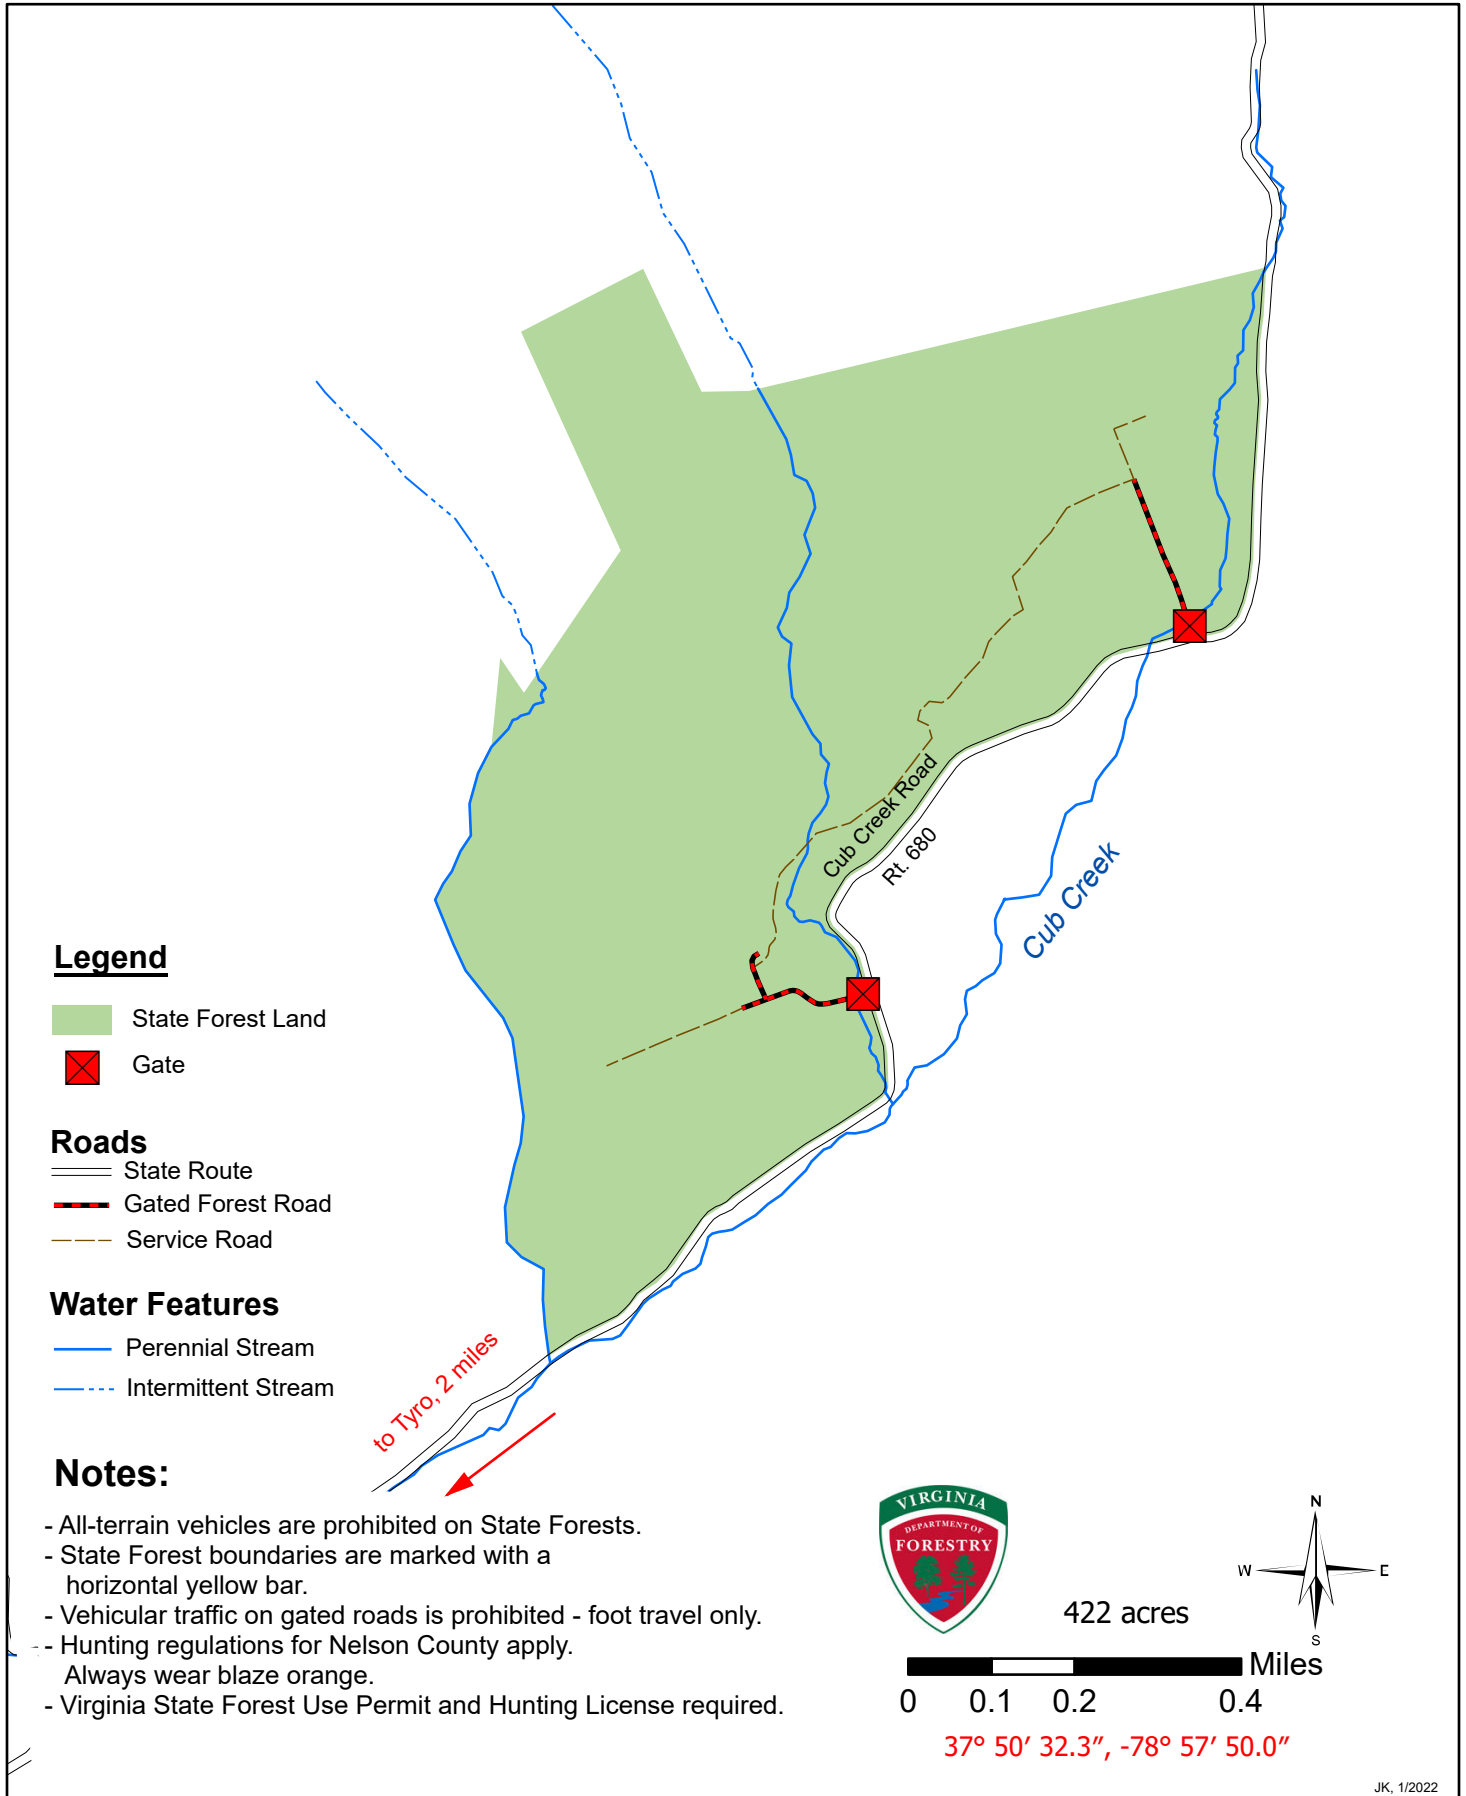 Cub Creek Road
Rt. 680
Cub Creek
Legend
State Forest Land
Gate
Roads
State Route
Gated Forest Road
Service Road
Water Features
Perennial Stream
Intermittent Stream
to Tyro, 2 miles
Notes:
- All-terrain vehicles are prohibited on State Forests.
- State Forest boundaries are marked with a
horizontal yellow bar.
- Vehicular traffic on gated roads is prohibited - foot travel only.
- Hunting regulations for Nelson County apply.
Always wear blaze orange.
- Virginia State Forest Use Permit and Hunting License required.
VIRGINIA
DEPARTMENT OF
FORESTRY
N
W E
S
422 acres
Miles
0 0.1 0.2 0.4
37° 50′ 32.3″, -78° 57′ 50.0″
JK, 1/2022